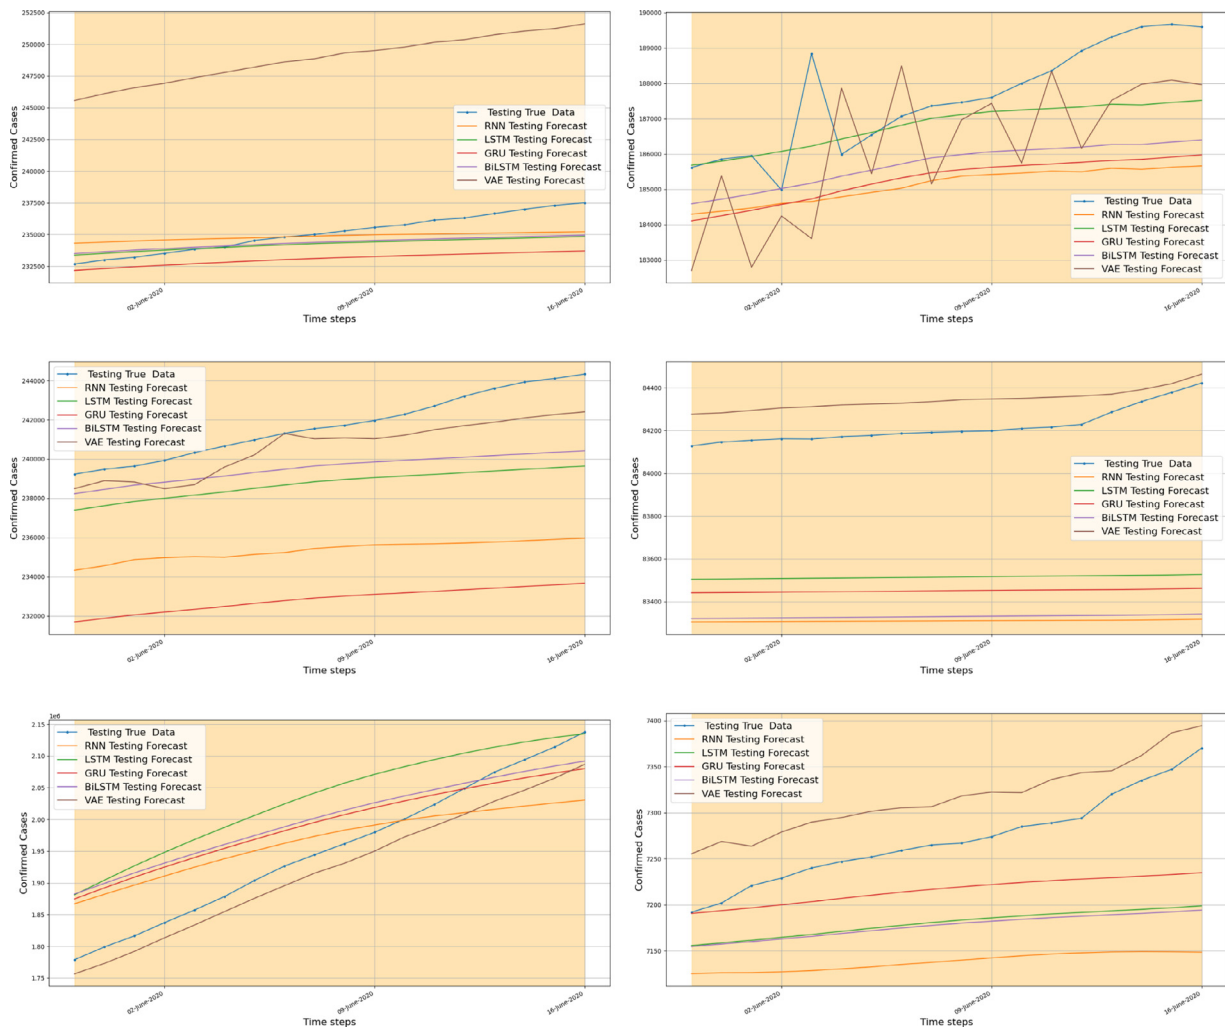 252500
250000
247500
245000
242500
240000
237500
235000
232500
Confirmed Cases
Testing True Data
RNN Testing Forecast
LSTM Testing Forecast
GRU Testing Forecast
BiLSTM Testing Forecast
VAE Testing Forecast
02-June-2020
09-June-2020
16-June-2020
Time steps
190000
189000
188000
187000
186000
185000
184000
183000
Confirmed Cases
Testing True Data
RNN Testing Forecast
LSTM Testing Forecast
GRU Testing Forecast
BiLSTM Testing Forecast
VAE Testing Forecast
02-June-2020
09-June-2020
16-June-2020
Time steps
244000
242000
240000
238000
236000
234000
232000
Confirmed Cases
Testing True Data
RNN Testing Forecast
LSTM Testing Forecast
GRU Testing Forecast
BiLSTM Testing Forecast
VAE Testing Forecast
02-June-2020
09-June-2020
16-June-2020
Time steps
84400
84200
84000
83800
83600
83400
Confirmed Cases
Testing True Data
RNN Testing Forecast
LSTM Testing Forecast
GRU Testing Forecast
BiLSTM Testing Forecast
VAE Testing Forecast
02-June-2020
09-June-2020
16-June-2020
Time steps
1e6
2.15
2.10
2.05
2.00
1.95
1.90
1.85
1.80
1.75
Confirmed Cases
Testing True Data
RNN Testing Forecast
LSTM Testing Forecast
GRU Testing Forecast
BiLSTM Testing Forecast
VAE Testing Forecast
02-June-2020
09-June-2020
16-June-2020
Time steps
7400
7350
7300
7250
7200
7150
Confirmed Cases
Testing True Data
RNN Testing Forecast
LSTM Testing Forecast
GRU Testing Forecast
BiLSTM Testing Forecast
VAE Testing Forecast
02-June-2020
09-June-2020
16-June-2020
Time steps